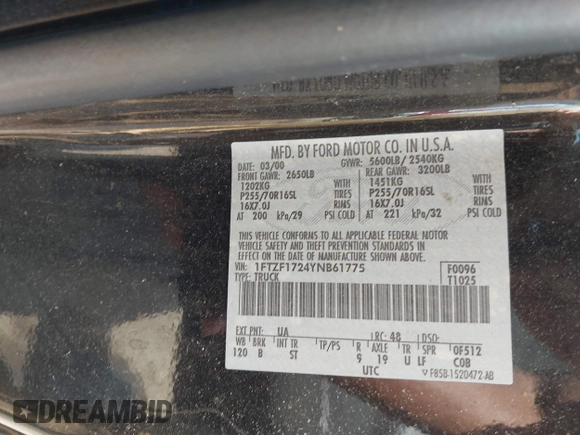 MFD. BY FORD MOTOR CO. IN U.S.A.
DATE: 03/00 GVWR: 5600LB/ 2540KG
FRONT GAWR: 2650LB REAR GAWR: 3200LB
1202KG WITH 1451KG WITH
P255/70R16SL TIRES P255/70R16SL TIRES
16X7.0J RIMS 16X7.0J RIMS
AT 200 kPa/29 PSI COLD AT 221 kPa/32 PSI COLD
THIS VEHICLE CONFORMS TO ALL APPLICABLE FEDERAL MOTOR
VEHICLE SAFETY AND THEFT PREVENTION STANDARDS IN
EFFECT ON THE DATE OF MANUFACTURE SHOWN ABOVE.
VIN: 1FTZF1724YNB61775 F0096
TYPE: TRUCK T1025
EXT PNT: UA RC: 48 DSO:
WB BRK INT TR TP/PS R AXLE TR SPR 0F512
120 B ST 9 19 U LF COB
UTC F85B-1520472-AB
DREAMBID